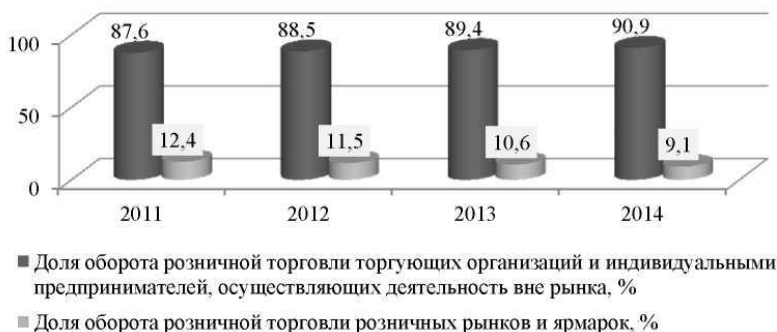 87,6 88,5 89,4 90,9
100
50
12,4 11,5 10,6 9,1
0
2011 2012 2013 2014
Доля оборота розничной торговли торгующих организаций и индивидуальными
предпринимателей, осуществляющих деятельность вне рынка, %
Доля оборота розничной торговли розничных рынков и ярмарок, %